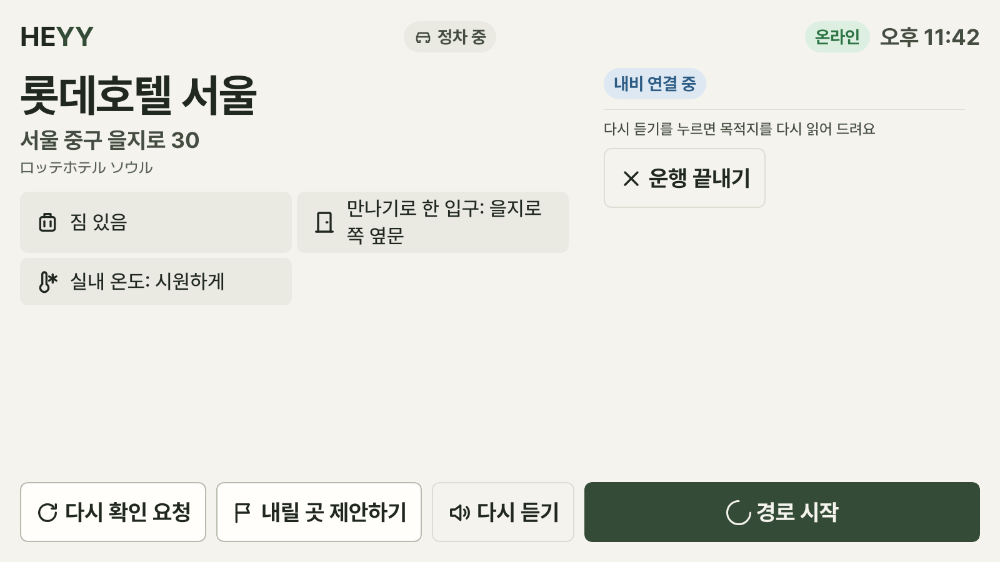 HEYY
정차 중
온라인
오후 11:42
롯데호텔 서울
서울 중구 을지로 30
ロッテホテル ソウル
짐 있음
만나기로 한 입구: 을지로
쪽 옆문
실내 온도: 시원하게
내비 연결 중
다시 듣기를 누르면 목적지를 다시 읽어 드려요
운행 끝내기
다시 확인 요청
내릴 곳 제안하기
다시 듣기
경로 시작